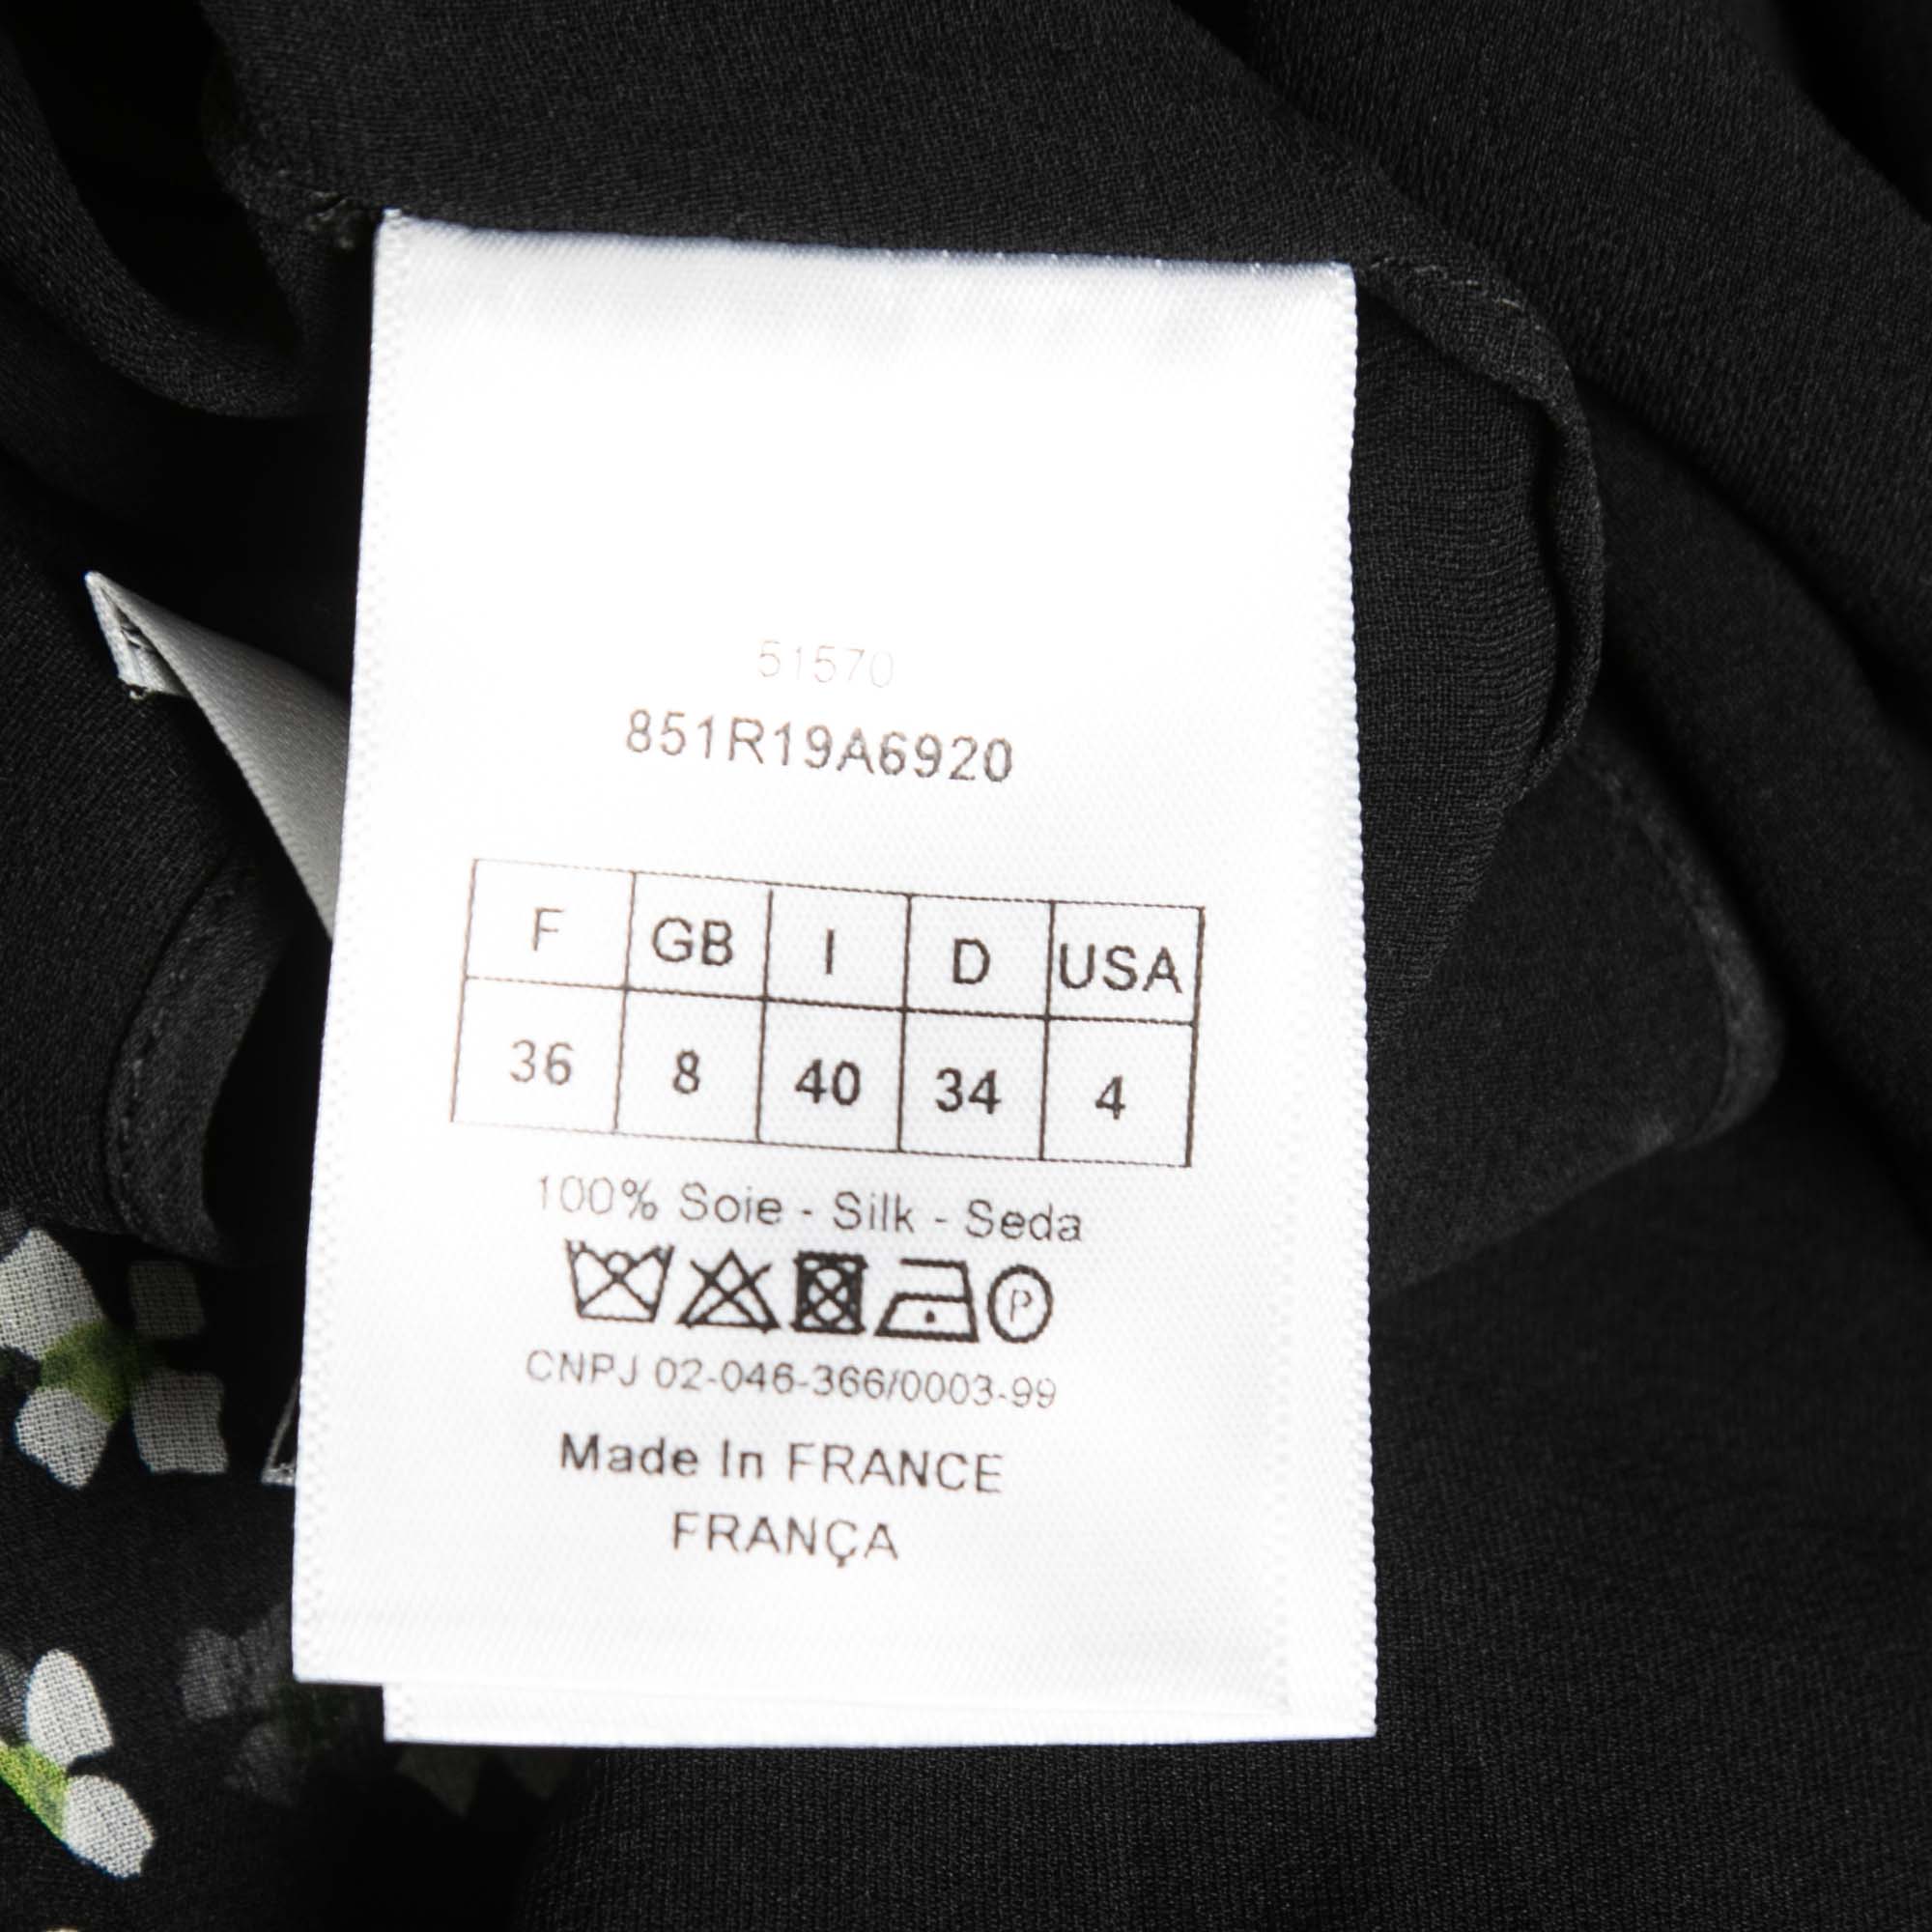 51570
851R19A6920
F GB I D USA
36 8 40 34 4
100% Soie - Silk - Seda
P
CNPJ 02-046-366/0003-99
Made In FRANCE
FRANÇA